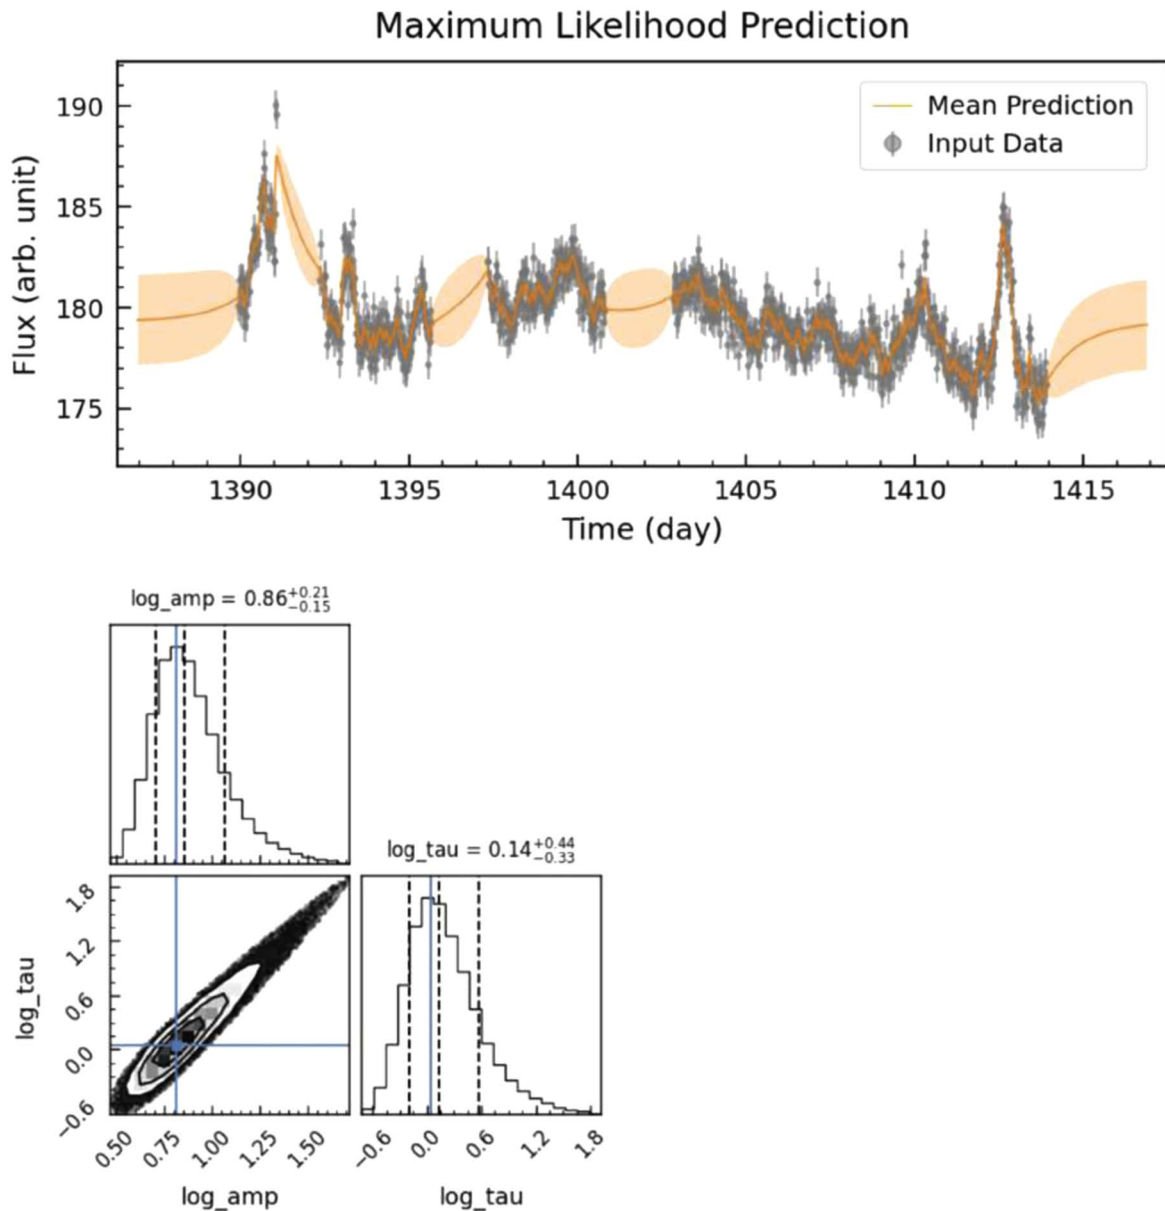 Maximum Likelihood Prediction
Flux (arb. unit)
190
185
180
175
Mean Prediction
Input Data
1390 1395 1400 1405 1410 1415
Time (day)
log_amp = 0.86+0.21−0.15
log_tau = 0.14+0.44−0.33
log_tau
1.8
1.2
0.6
0.0
−0.6
0.50 0.75 1.00 1.25 1.50
−0.6 0.0 0.6 1.2 1.8
log_amp
log_tau